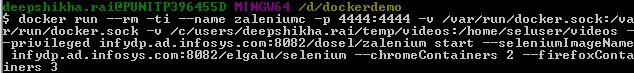 deepshikha.rai@PUNITP396455D MINGW64 /d/dockerdemo
$ docker run --rm -ti --name zaleniumc -p 4444:4444 -v /var/run/docker.sock:/va
r/run/docker.sock -v /c/users/deepshikha.rai/temp/videos:/home/seluser/videos -
-privileged infydp.ad.infosys.com:8082/dosel/zalenium start --seleniumImageName
 infydp.ad.infosys.com:8082/elgalu/selenium --chromeContainers 2 --firefoxConta
iners 3